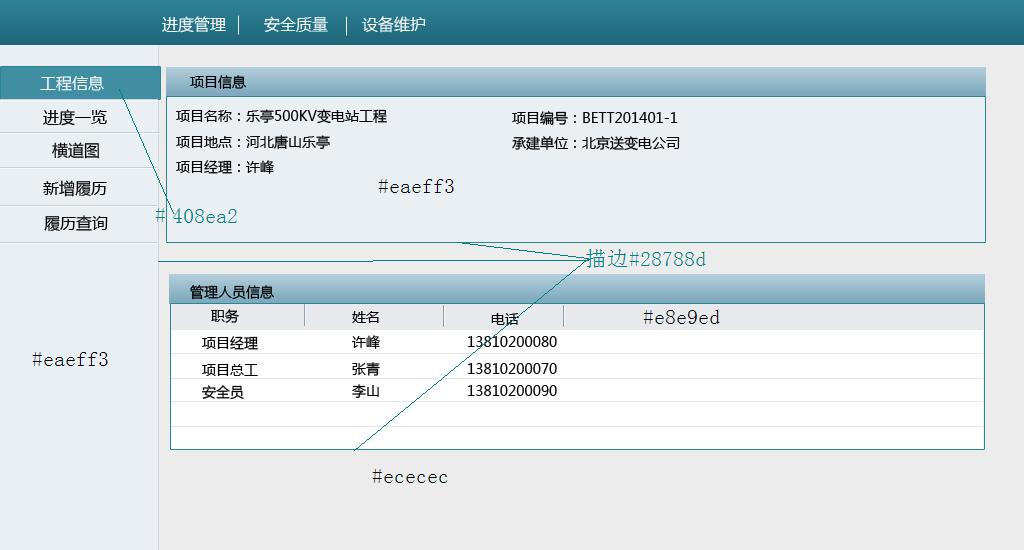 进度管理 安全质量 设备维护
工程信息
进度一览
横道图
新增履历
履历查询
#408ea2
#eaeff3
项目信息
项目名称：乐亭500KV变电站工程 项目编号：BETT201401-1
项目地点：河北唐山乐亭 承建单位：北京送变电公司
项目经理：许峰
#eaeff3
描边#28788d
管理人员信息
职务 姓名 电话 #e8e9ed
项目经理 许峰 13810200080
项目总工 张青 13810200070
安全员 李山 13810200090
#ececec